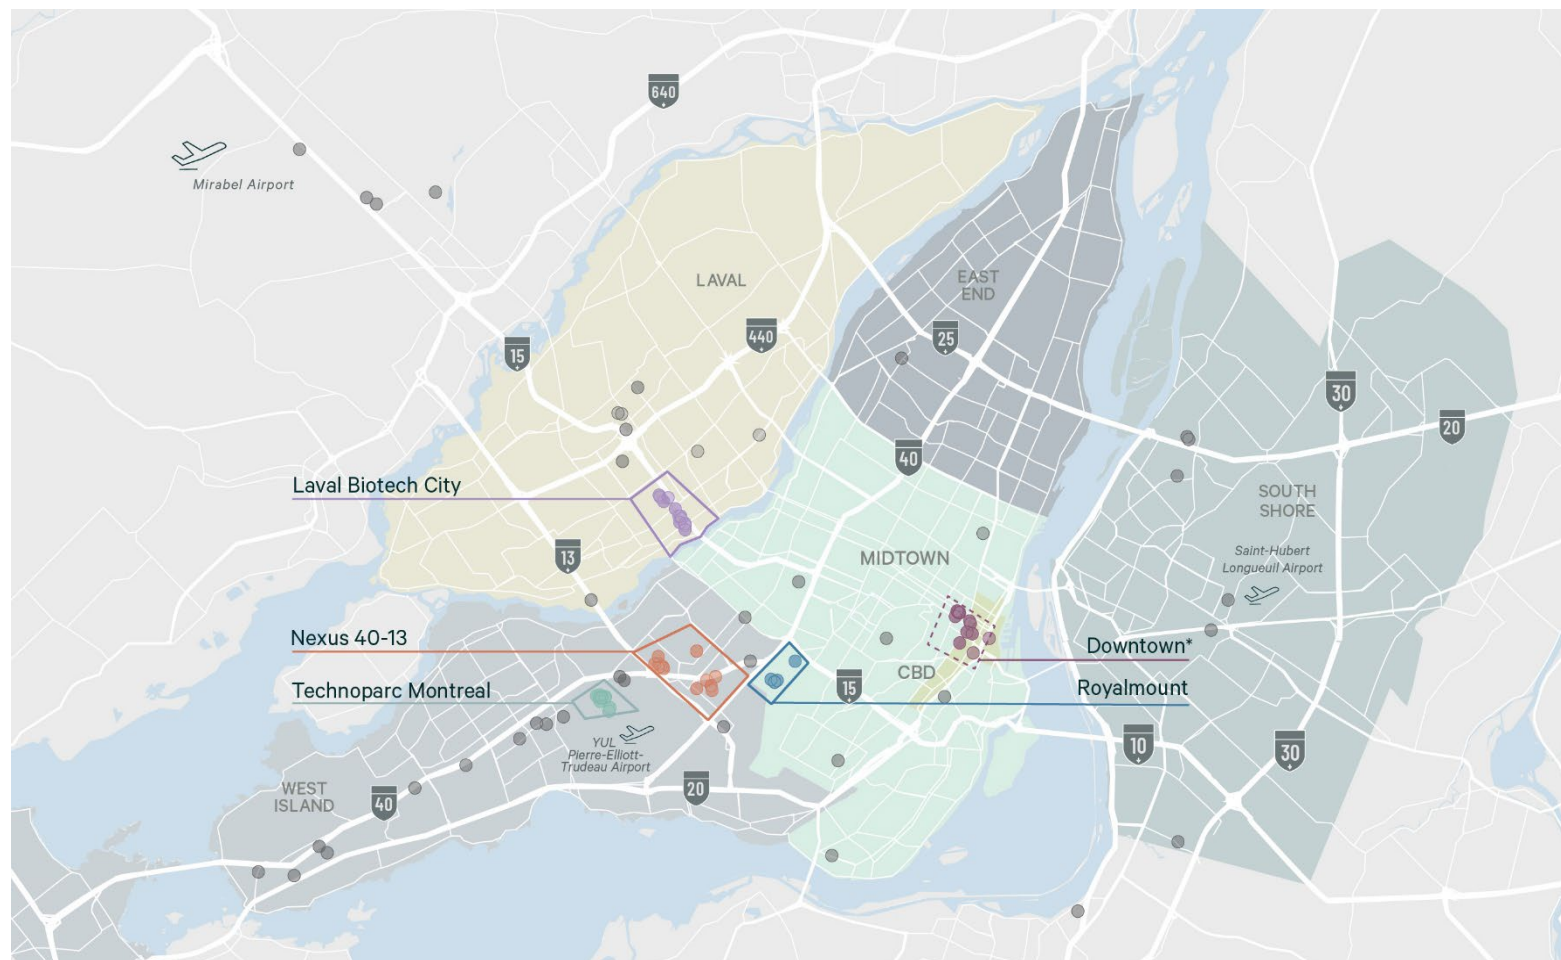 640
Mirabel Airport
LAVAL
EAST
END
440
25
15
30
20
40
Laval Biotech City
SOUTH
SHORE
13
MIDTOWN
Saint-Hubert
Longueuil Airport
Nexus 40-13
Downtown*
CBD
Technoparc Montreal
15
Royalmount
YUL
Pierre-Elliott-
Trudeau Airport
10
30
WEST
ISLAND
40
20